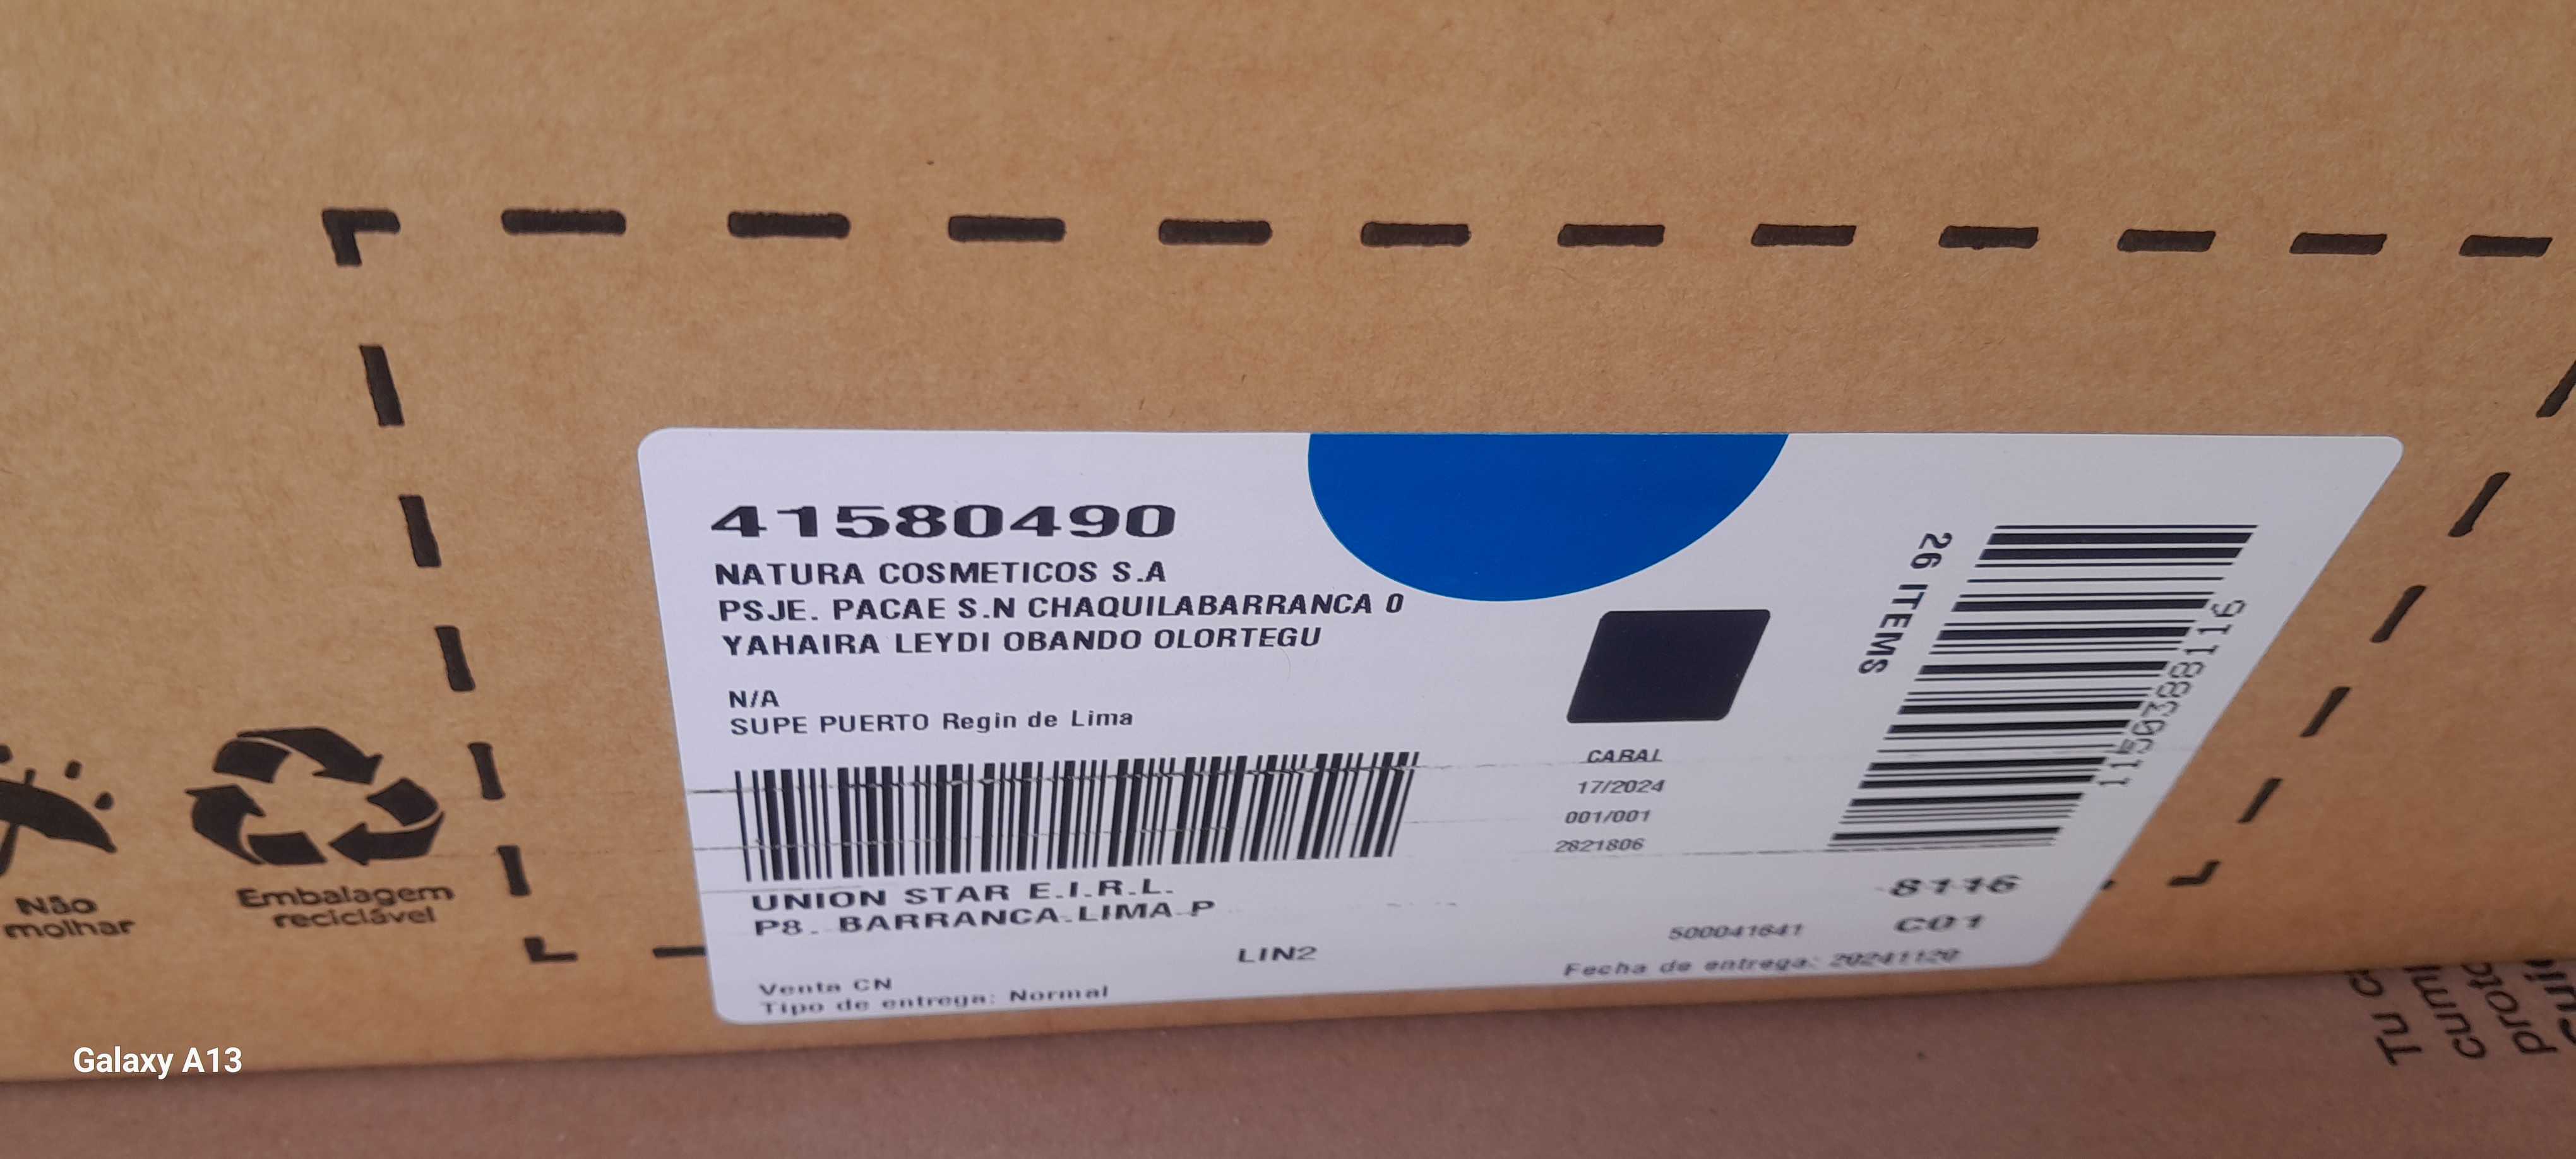 41580490
NATURA COSMETICOS S.A
PSJE. PACAE S.N CHAQUILABARRANCA 0
YAHAIRA LEYDI OBANDO OLORTEGU
N/A
SUPE PUERTO Regin de Lima
UNION STAR E.I.R.L.
P8. BARRANCA.LIMA.P
LIN2
Venta CN
Tipo de entrega: Normal
CARAL
17/2024
001/001
2821806
26 ITEMS
11503888116
8116
C01
500041641
Fecha de entrega: 20241120
Não
molhar
Embalagem
reciclável
Tu
Galaxy A13